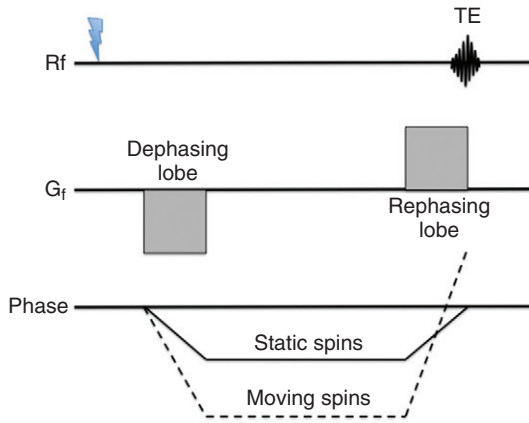 TE
Rf
Dephasing
lobe
Gf
Rephasing
lobe
Phase
Static spins
Moving spins